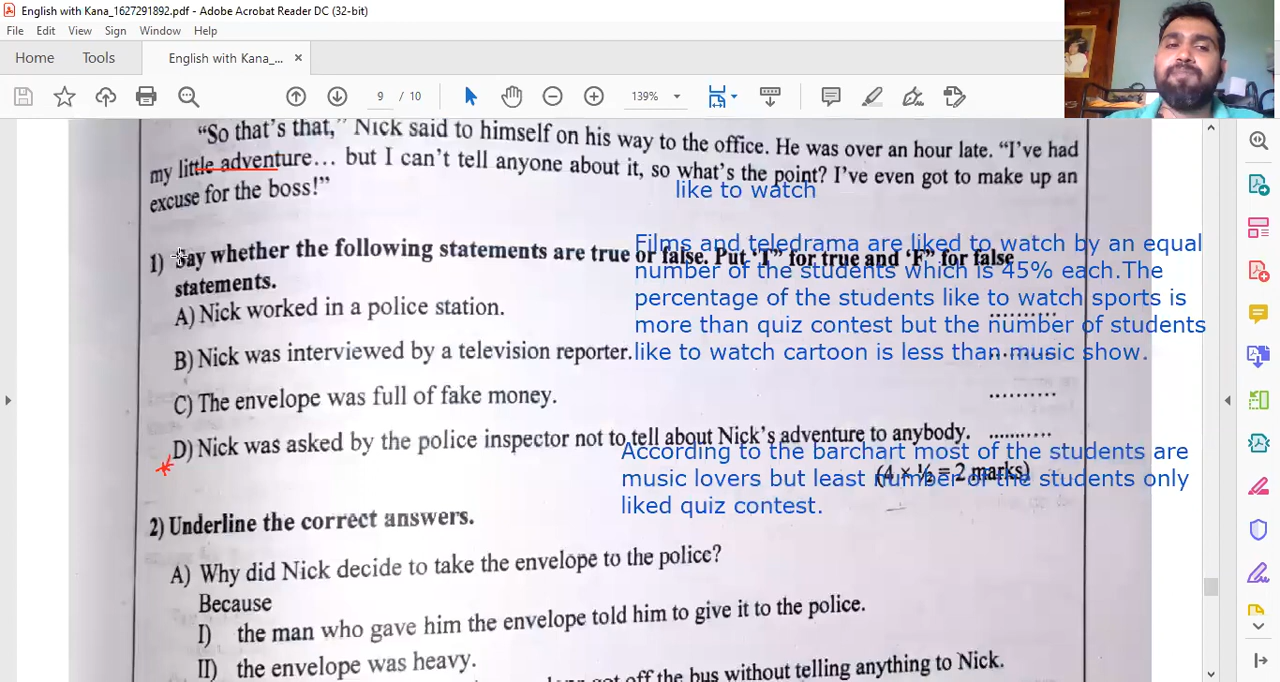 English with Kana_1627291892.pdf - Adobe Acrobat Reader DC (32-bit)
File Edit View Sign Window Help
Home Tools English with Kana_... ×
9 / 10 139%
“So that’s that,” Nick said to himself on his way to the office. He was over an hour late. “I’ve had
my little adventure... but I can’t tell anyone about it, so what’s the point? I’ve even got to make up an
excuse for the boss!”
like to watch
1) Say whether the following statements are true or false. Put ‘T’ for true and ‘F’ for false
statements.
A) Nick worked in a police station. ..........
B) Nick was interviewed by a television reporter. ..........
C) The envelope was full of fake money. ..........
D) Nick was asked by the police inspector not to tell about Nick’s adventure to anybody. ..........
(4 × ½ = 2 marks)
Films and teledrama are liked to watch by an equal
number of the students which is 45% each.The
percentage of the students like to watch sports is
more than quiz contest but the number of students
like to watch cartoon is less than music show.
According to the barchart most of the students are
music lovers but least number of the students only
liked quiz contest.
2) Underline the correct answers.
A) Why did Nick decide to take the envelope to the police?
Because
I) the man who gave him the envelope told him to give it to the police.
II) the envelope was heavy.
got off the bus without telling anything to Nick.